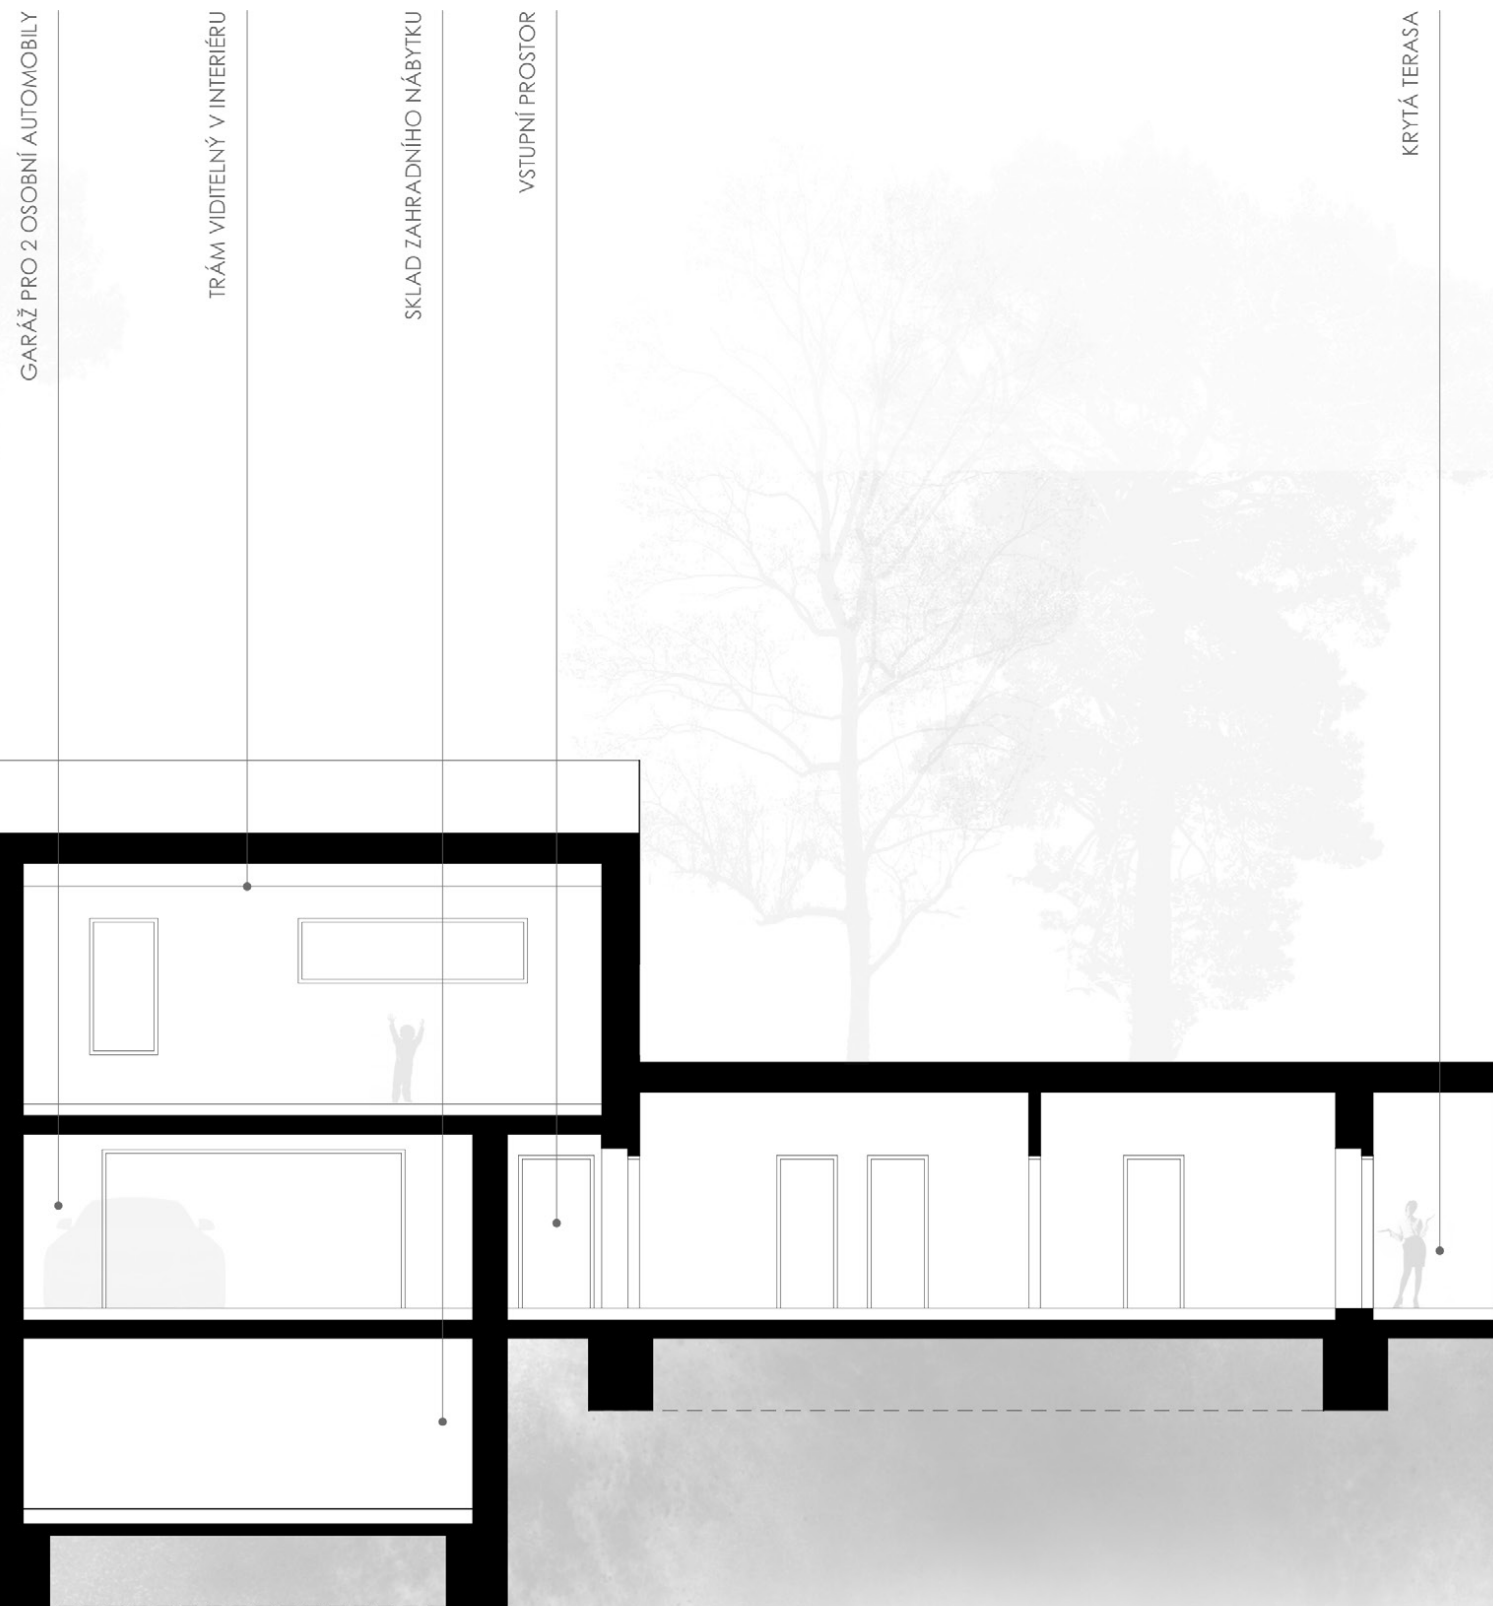 GARÁŽ PRO 2 OSOBNÍ AUTOMOBILY
TRÁM VIDITELNÝ V INTERIÉRU
SKLAD ZAHRADNÍHO NÁBYTKU
VSTUPNÍ PROSTOR
KRYTÁ TERASA